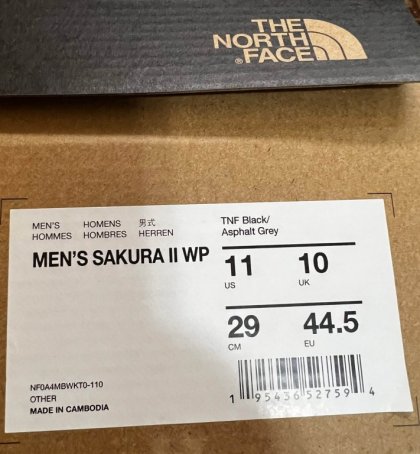 THE
NORTH
FACE
MEN'S HOMENS 男式
HOMMES HOMBRES HERREN
TNF Black/
Asphalt Grey
MEN'S SAKURA II WP
11 10
US UK
29 44.5
CM EU
NF0A4MBWKT0-110
OTHER
MADE IN CAMBODIA
1 95436 52759 4